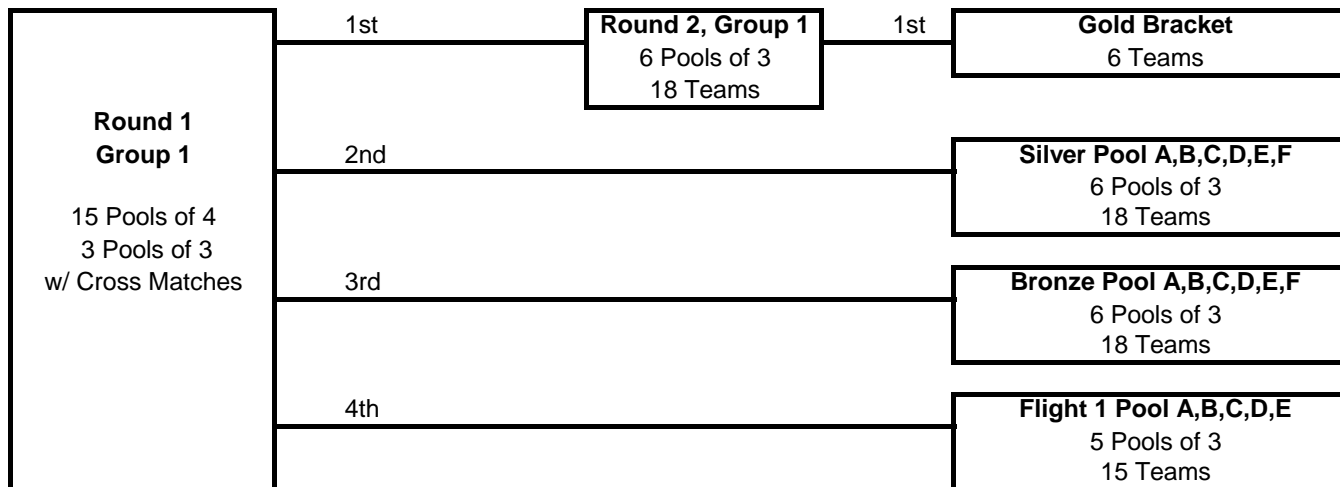 1st
Round 2, Group 1
1st
Gold Bracket
6 Pools of 3
6 Teams
18 Teams
Round 1
Group 1
2nd
Silver Pool A,B,C,D,E,F
6 Pools of 3
15 Pools of 4
18 Teams
3 Pools of 3
w/ Cross Matches
3rd
Bronze Pool A,B,C,D,E,F
6 Pools of 3
18 Teams
4th
Flight 1 Pool A,B,C,D,E
5 Pools of 3
15 Teams